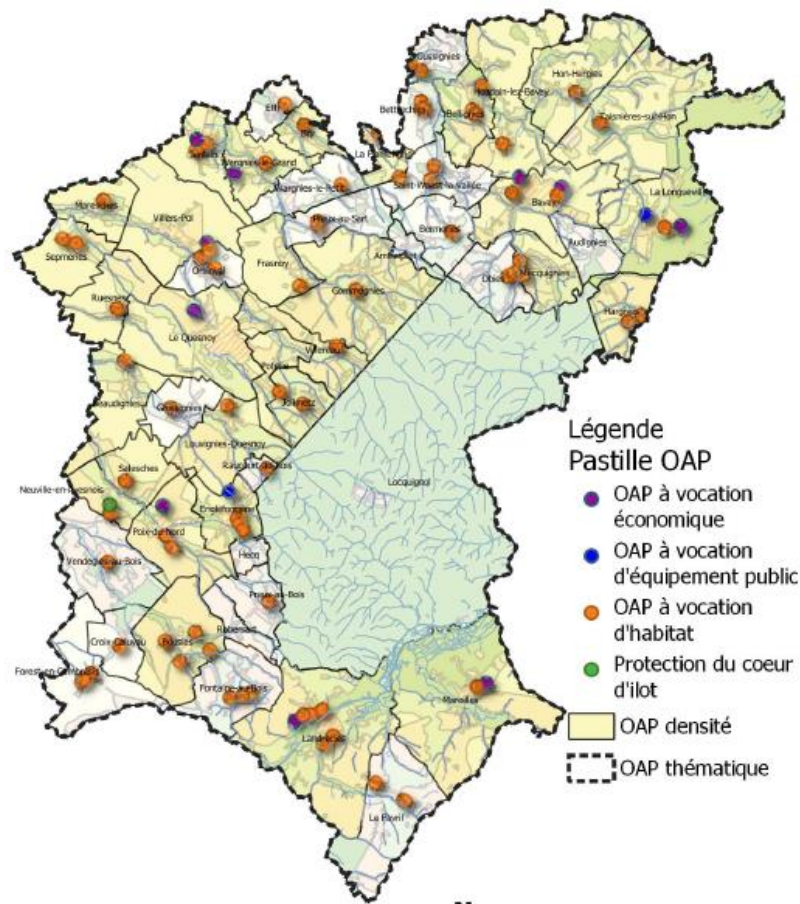 Gussignies
Hon-Hergies
Houdain-lez-Bavay
Bettrechies
Bellignies
Taisnières-sur-Hon
Eth
Bry
La Flamengrie
Wargnies-le-Grand
Wargnies-le-Petit
Saint-Waast-la-Vallée
La Longueville
Bavay
Maresches
Villers-Pol
Preux-au-Sart
Bermeries
Audignies
Sepmeries
Orsinval
Frasnoy
Amfroipret
Obies
Mecquignies
Gommegnies
Ruesnes
Hargnies
Le Quesnoy
Villereau
Potelle
Jolimetz
Beaudignies
Ghissignies
Louvignies-Quesnoy
Raucourt-au-Bois
Salesches
Locquignol
Neuville-en-Avesnois
Englefontaine
Poix-du-Nord
Hecq
Vendegies-au-Bois
Preux-au-Bois
Robersart
Croix-Caluyau
Bousies
Forest-en-Cambrésis
Fontaine-au-Bois
Maroilles
Landrecies
Le Favril
Légende
Pastille OAP
OAP à vocation
économique
OAP à vocation
d'équipement public
OAP à vocation
d'habitat
Protection du coeur
d'ilot
OAP densité
OAP thématique